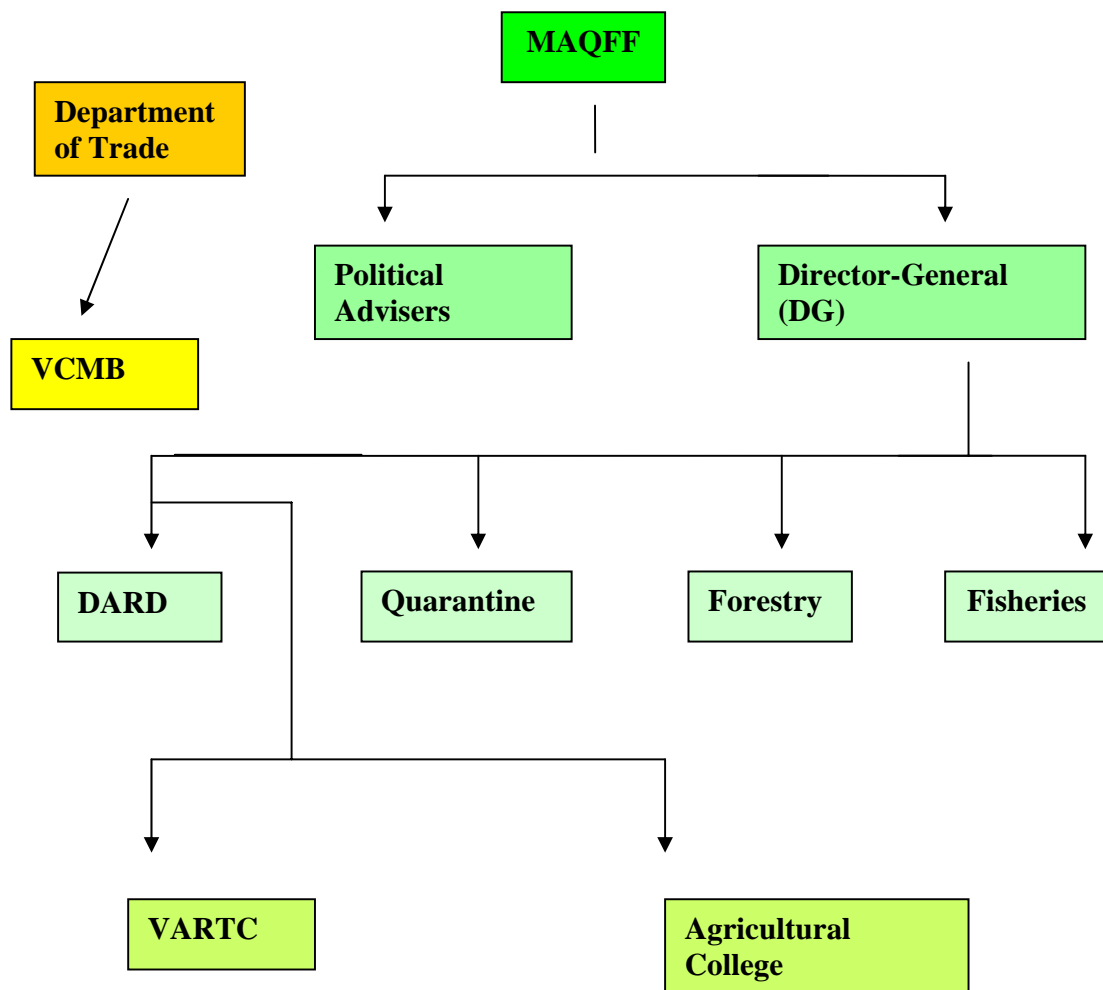 MAQFF
Department
of Trade
Political
Advisers
Director-General
(DG)
VCMB
DARD
Quarantine
Forestry
Fisheries
VARTC
Agricultural
College